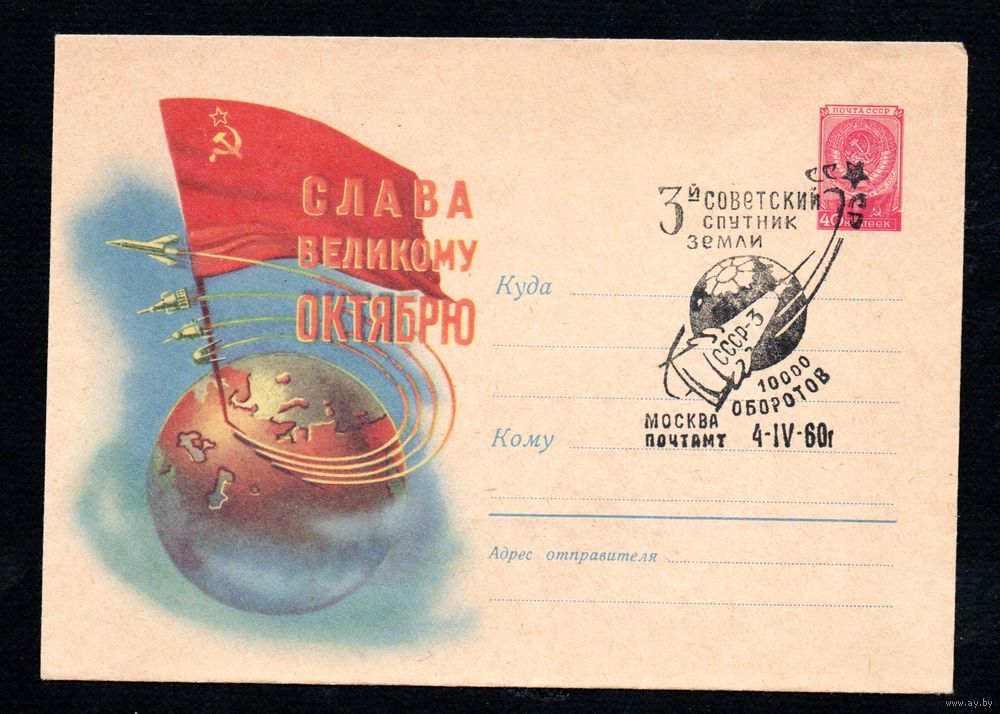 СЛАВА
ВЕЛИКОМУ
ОКТЯБРЮ
ПОЧТА СССР
40 копеек
3й советский
спутник
земли
СССР-3
10000
ОБОРОТОВ
МОСКВА
ПОЧТАМТ 4-IV-60г
Куда
Кому
Адрес отправителя
www.ay.by